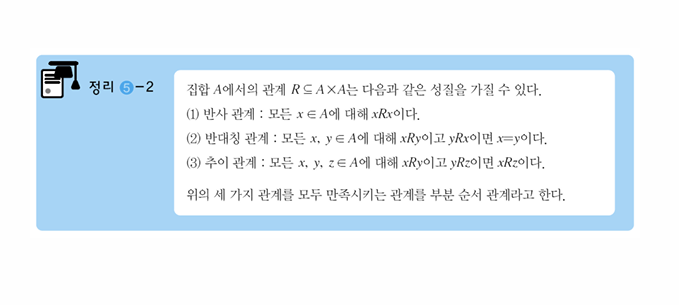 정리 5-2
집합 A에서의 관계 R⊆A×A는 다음과 같은 성질을 가질 수 있다.
(1) 반사 관계 : 모든 x∈A에 대해 xRx이다.
(2) 반대칭 관계 : 모든 x, y∈A에 대해 xRy이고 yRx이면 x=y이다.
(3) 추이 관계 : 모든 x, y, z∈A에 대해 xRy이고 yRz이면 xRz이다.
위의 세 가지 관계를 모두 만족시키는 관계를 부분 순서 관계라고 한다.